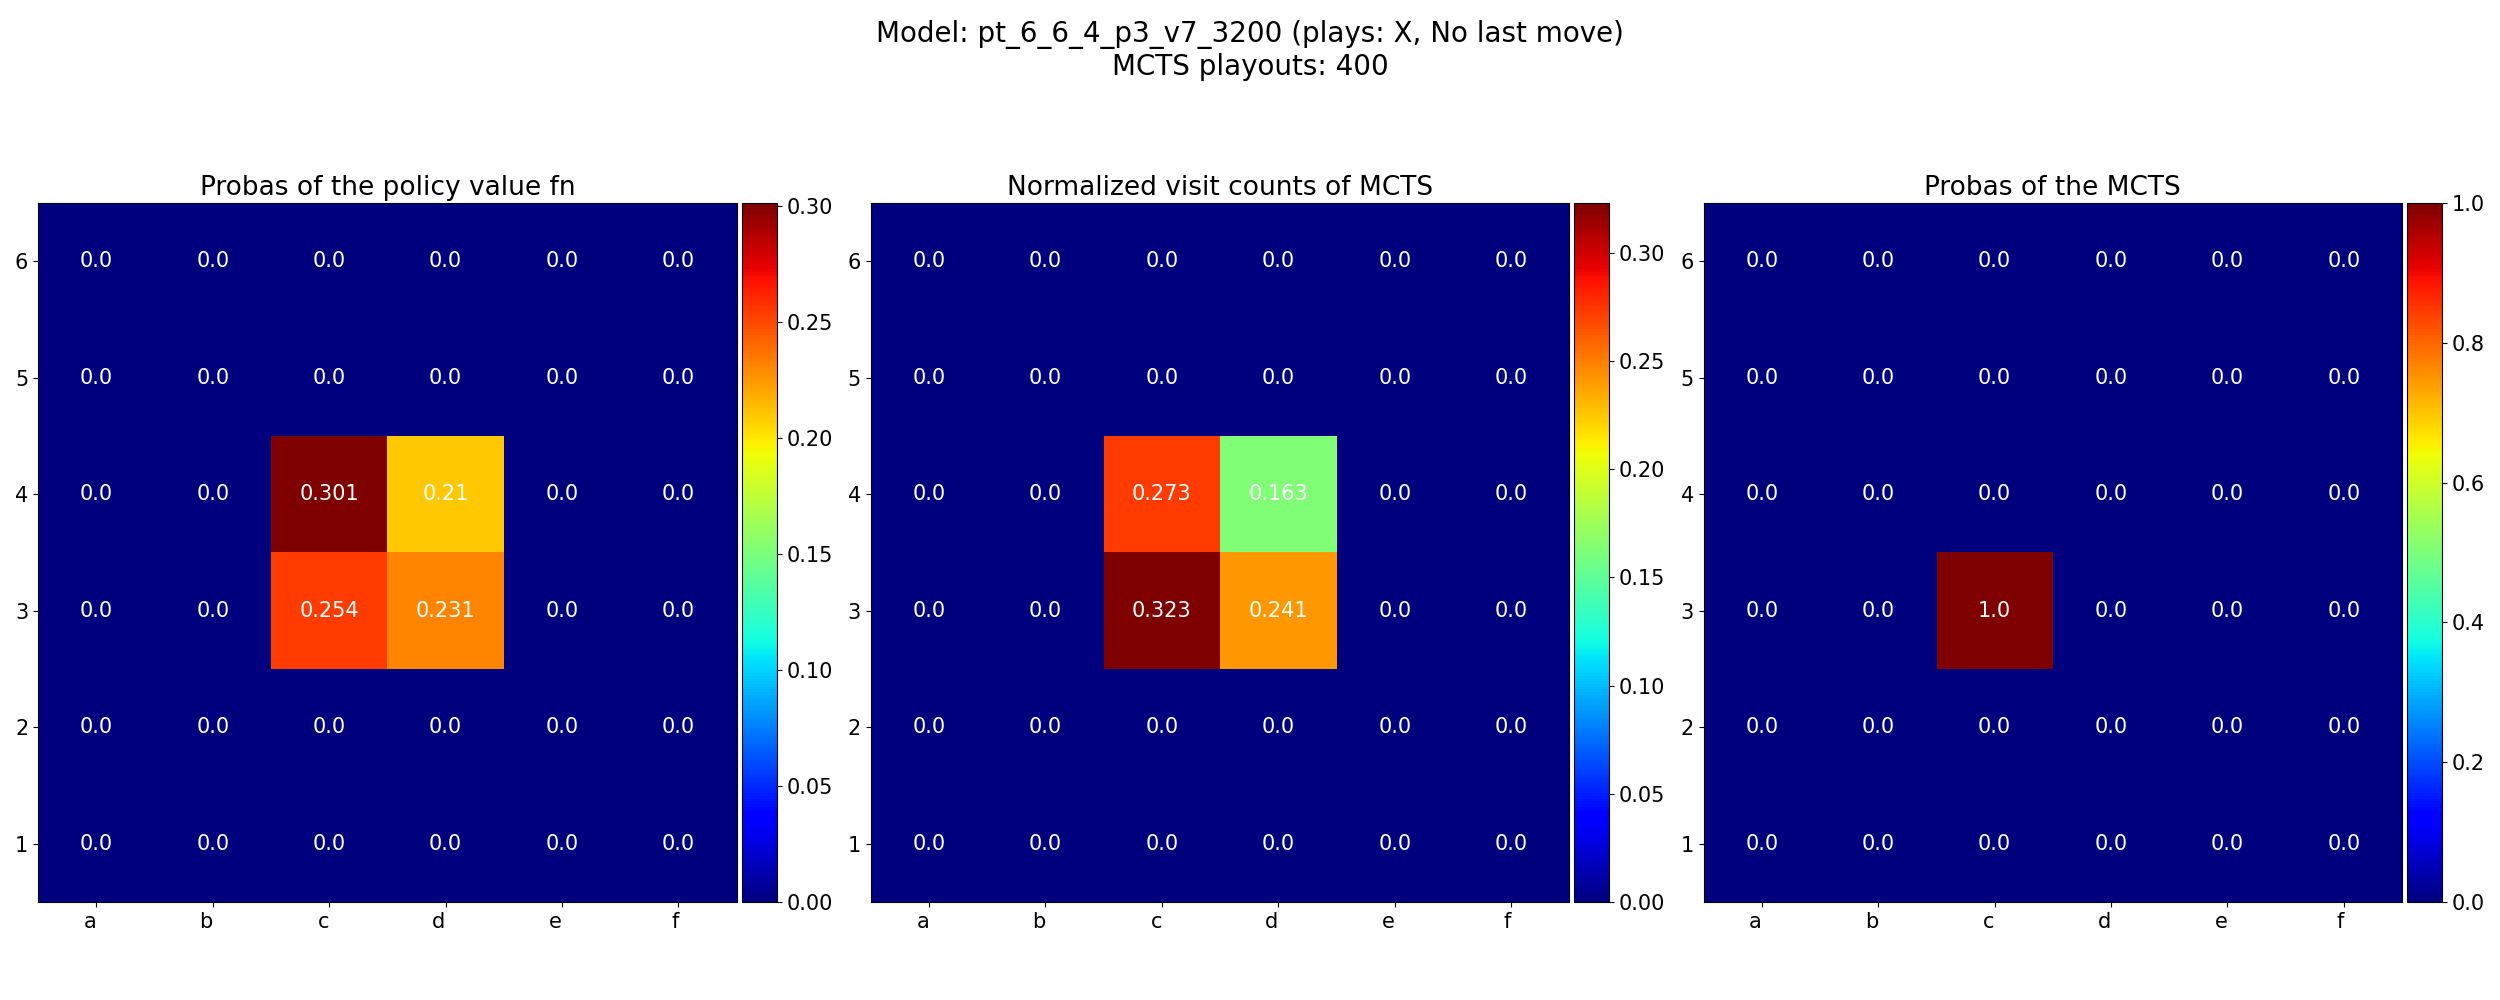 Model: pt_6_6_4_p3_v7_3200 (plays: X, No last move)
MCTS playouts: 400
Probas of the policy value fn
6 0.0 0.0 0.0 0.0 0.0 0.0
5 0.0 0.0 0.0 0.0 0.0 0.0
4 0.0 0.0 0.301 0.21 0.0 0.0
3 0.0 0.0 0.254 0.231 0.0 0.0
2 0.0 0.0 0.0 0.0 0.0 0.0
1 0.0 0.0 0.0 0.0 0.0 0.0
a b c d e f
0.30
0.25
0.20
0.15
0.10
0.05
0.00
Normalized visit counts of MCTS
6 0.0 0.0 0.0 0.0 0.0 0.0
5 0.0 0.0 0.0 0.0 0.0 0.0
4 0.0 0.0 0.273 0.163 0.0 0.0
3 0.0 0.0 0.323 0.241 0.0 0.0
2 0.0 0.0 0.0 0.0 0.0 0.0
1 0.0 0.0 0.0 0.0 0.0 0.0
a b c d e f
0.30
0.25
0.20
0.15
0.10
0.05
0.00
Probas of the MCTS
6 0.0 0.0 0.0 0.0 0.0 0.0
5 0.0 0.0 0.0 0.0 0.0 0.0
4 0.0 0.0 0.0 0.0 0.0 0.0
3 0.0 0.0 1.0 0.0 0.0 0.0
2 0.0 0.0 0.0 0.0 0.0 0.0
1 0.0 0.0 0.0 0.0 0.0 0.0
a b c d e f
1.0
0.8
0.6
0.4
0.2
0.0